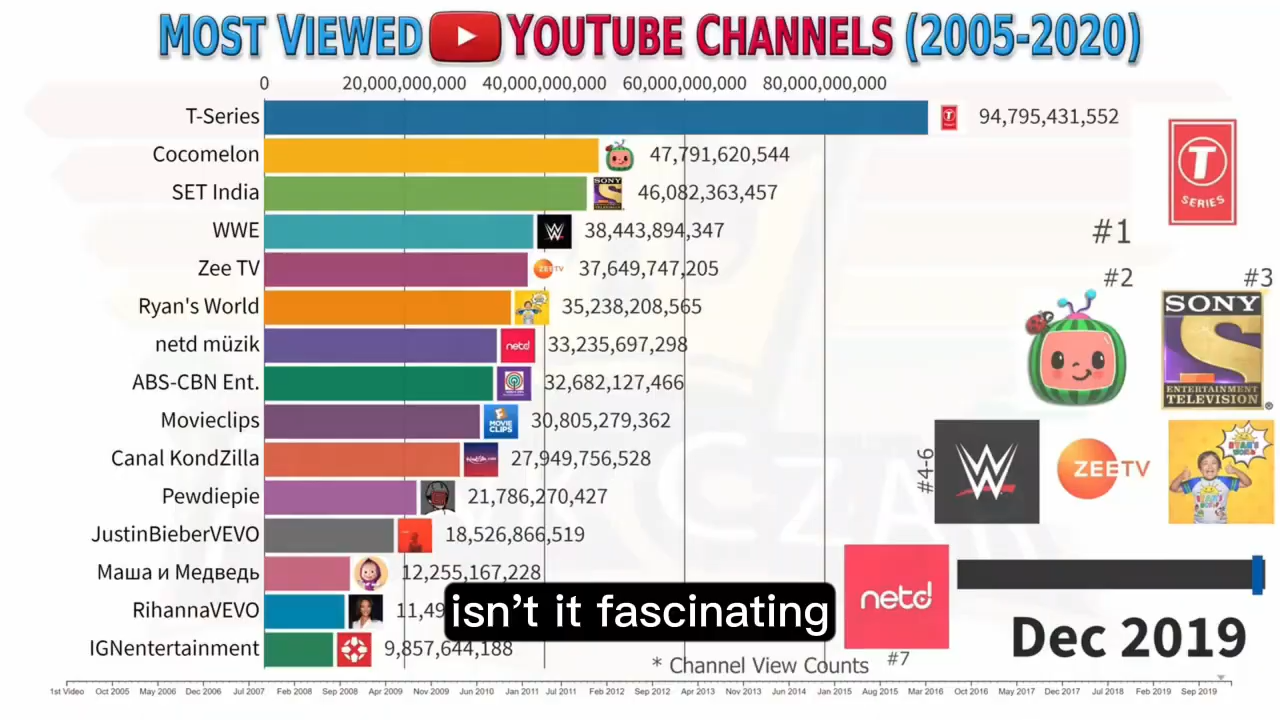 MOST VIEWED YOUTUBE CHANNELS (2005-2020)
0 20,000,000,000 40,000,000,000 60,000,000,000 80,000,000,000
T-Series 94,795,431,552
Cocomelon 47,791,620,544
SET India 46,082,363,457
WWE 38,443,894,347
Zee TV 37,649,747,205
Ryan's World 35,238,208,565
netd müzik 33,235,697,298
ABS-CBN Ent. 32,682,127,466
Movieclips 30,805,279,362
Canal KondZilla 27,949,756,528
Pewdiepie 21,786,270,427
JustinBieberVEVO 18,526,866,519
Маша и Медведь 12,255,167,228
RihannaVEVO 11,49
IGNentertainment 9,857,644,188
isn't it fascinating
T
SERIES
#1
#2
#3
SONY
ENTERTAINMENT
TELEVISION
#4-6
W
ZEETV
RYAN'S
WORLD
netd
#7
* Channel View Counts
Dec 2019
1st Video Oct 2005 May 2006 Dec 2006 Jul 2007 Feb 2008 Sep 2008 Apr 2009 Nov 2009 Jun 2010 Jan 2011 Jul 2011 Feb 2012 Sep 2012 Apr 2013 Nov 2013 Jun 2014 Jan 2015 Aug 2015 Mar 2016 Oct 2016 May 2017 Dec 2017 Jul 2018 Feb 2019 Sep 2019